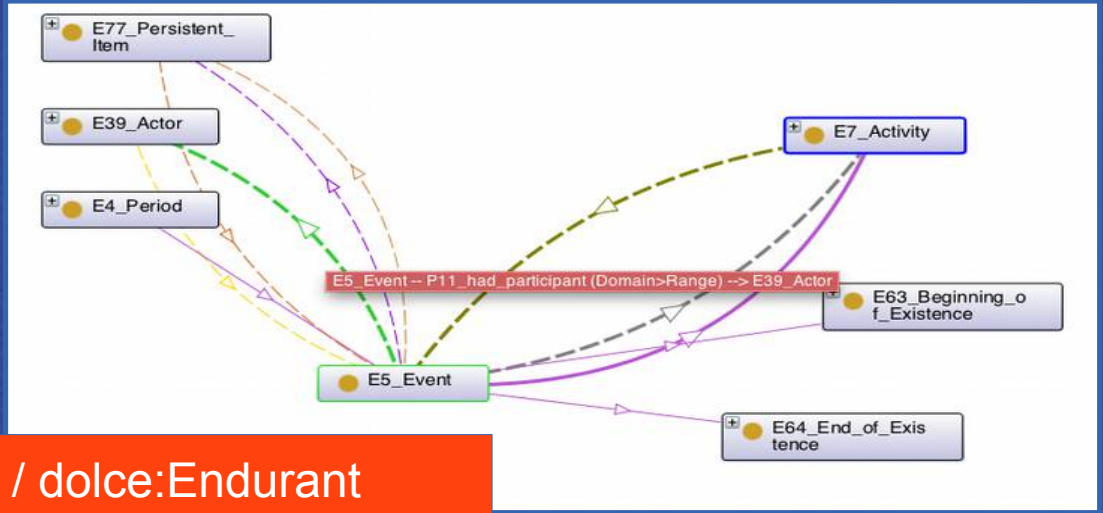 E77_Persistent_
Item
E39_Actor
E7_Activity
E4_Period
E5_Event -- P11_had_participant (Domain>Range) --> E39_Actor
E63_Beginning_o
f_Existence
E5_Event
E64_End_of_Exis
tence
/ dolce:Endurant